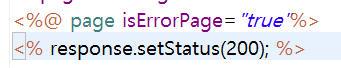 <%@ page isErrorPage="true"%>
<% response.setStatus(200); %>